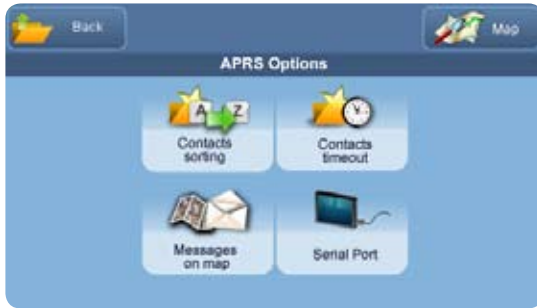 Back
Map
APRS Options
A Z
Contacts
sorting
Contacts
timeout
Messages
on map
Serial Port